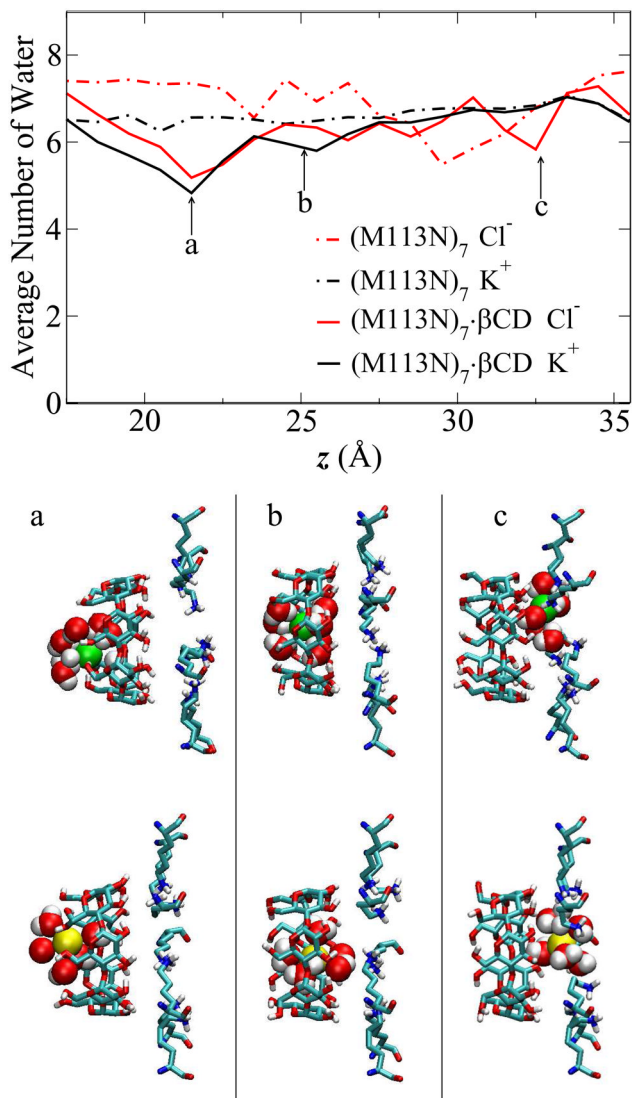 8
6
4
2
0
Average Number of Water
a
b
c
(M113N)₇ Cl⁻
(M113N)₇ K⁺
(M113N)₇·βCD Cl⁻
(M113N)₇·βCD K⁺
20 25 30 35
z (Å)
a b c